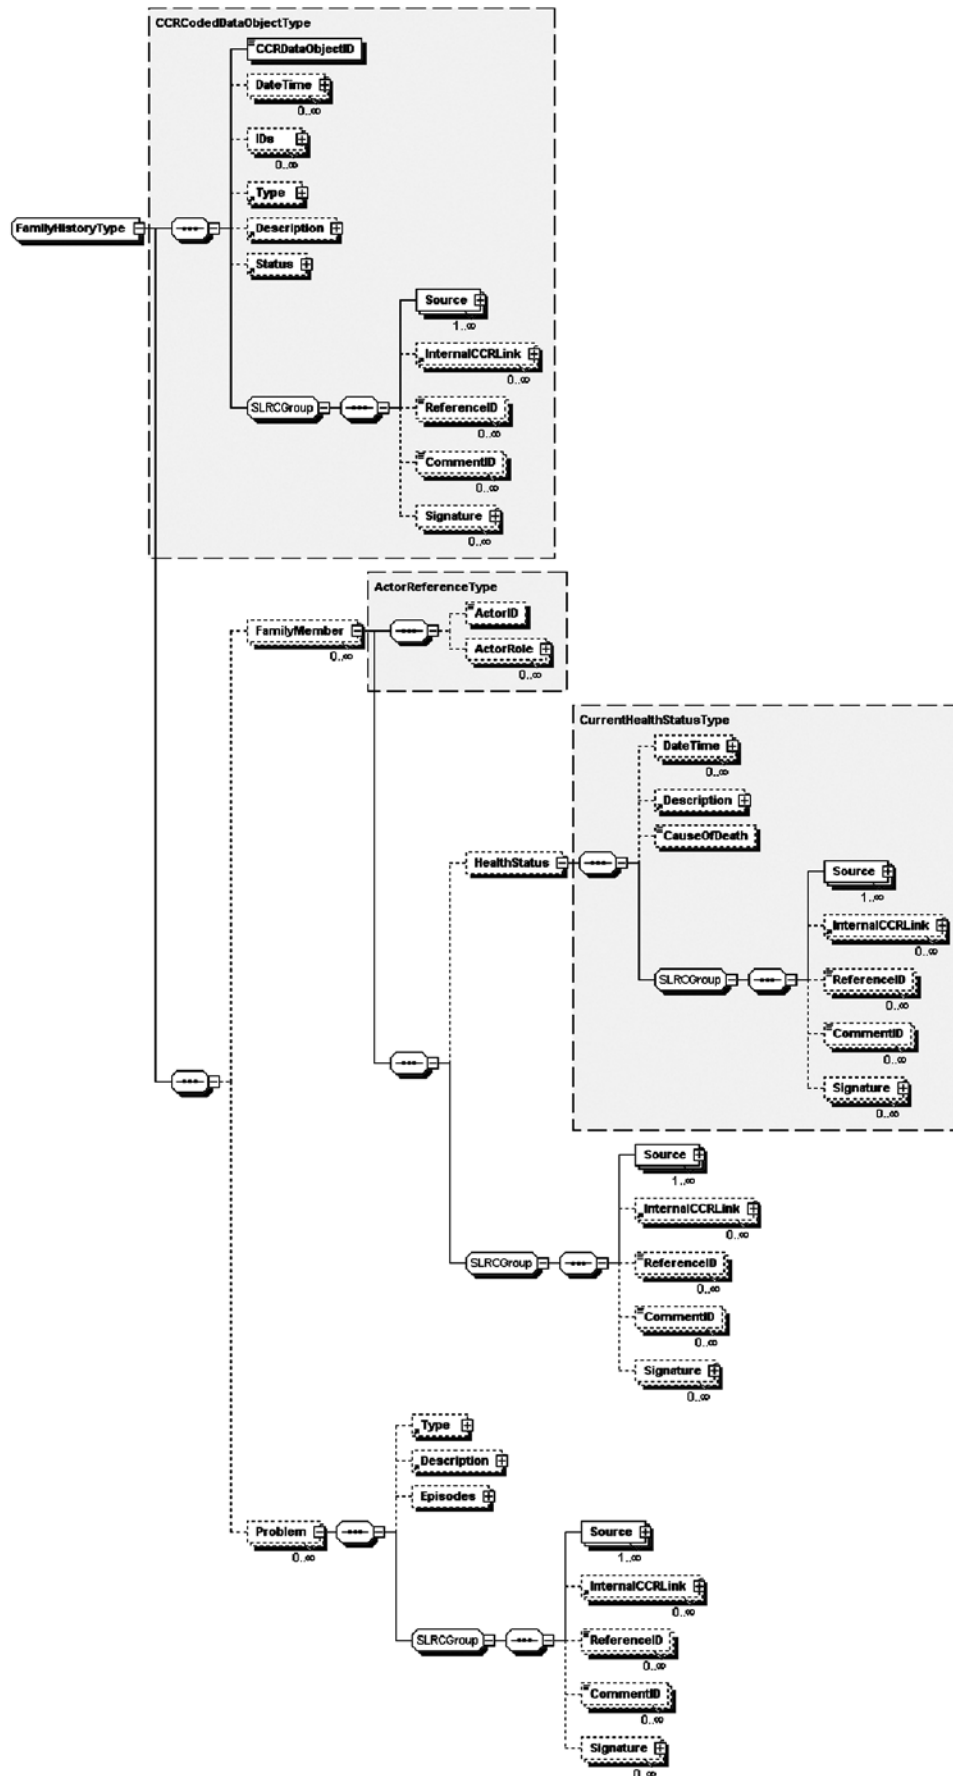 CCRCodedDataObjectType
CCRDataObjectID
DateTime
0..∞
IDs
0..∞
Type
FamilyHistoryType
Description
Status
Source
1..∞
InternalCCRLink
0..∞
SLRCGroup
ReferenceID
0..∞
CommentID
0..∞
Signature
0..∞
ActorReferenceType
ActorID
FamilyMember
0..∞
ActorRole
0..∞
CurrentHealthStatusType
DateTime
0..∞
Description
CauseOfDeath
HealthStatus
Source
1..∞
InternalCCRLink
0..∞
SLRCGroup
ReferenceID
0..∞
CommentID
0..∞
Signature
0..∞
Source
1..∞
InternalCCRLink
0..∞
SLRCGroup
ReferenceID
0..∞
CommentID
0..∞
Signature
0..∞
Type
Description
Episodes
Problem
0..∞
Source
1..∞
InternalCCRLink
0..∞
SLRCGroup
ReferenceID
0..∞
CommentID
0..∞
Signature
0..∞